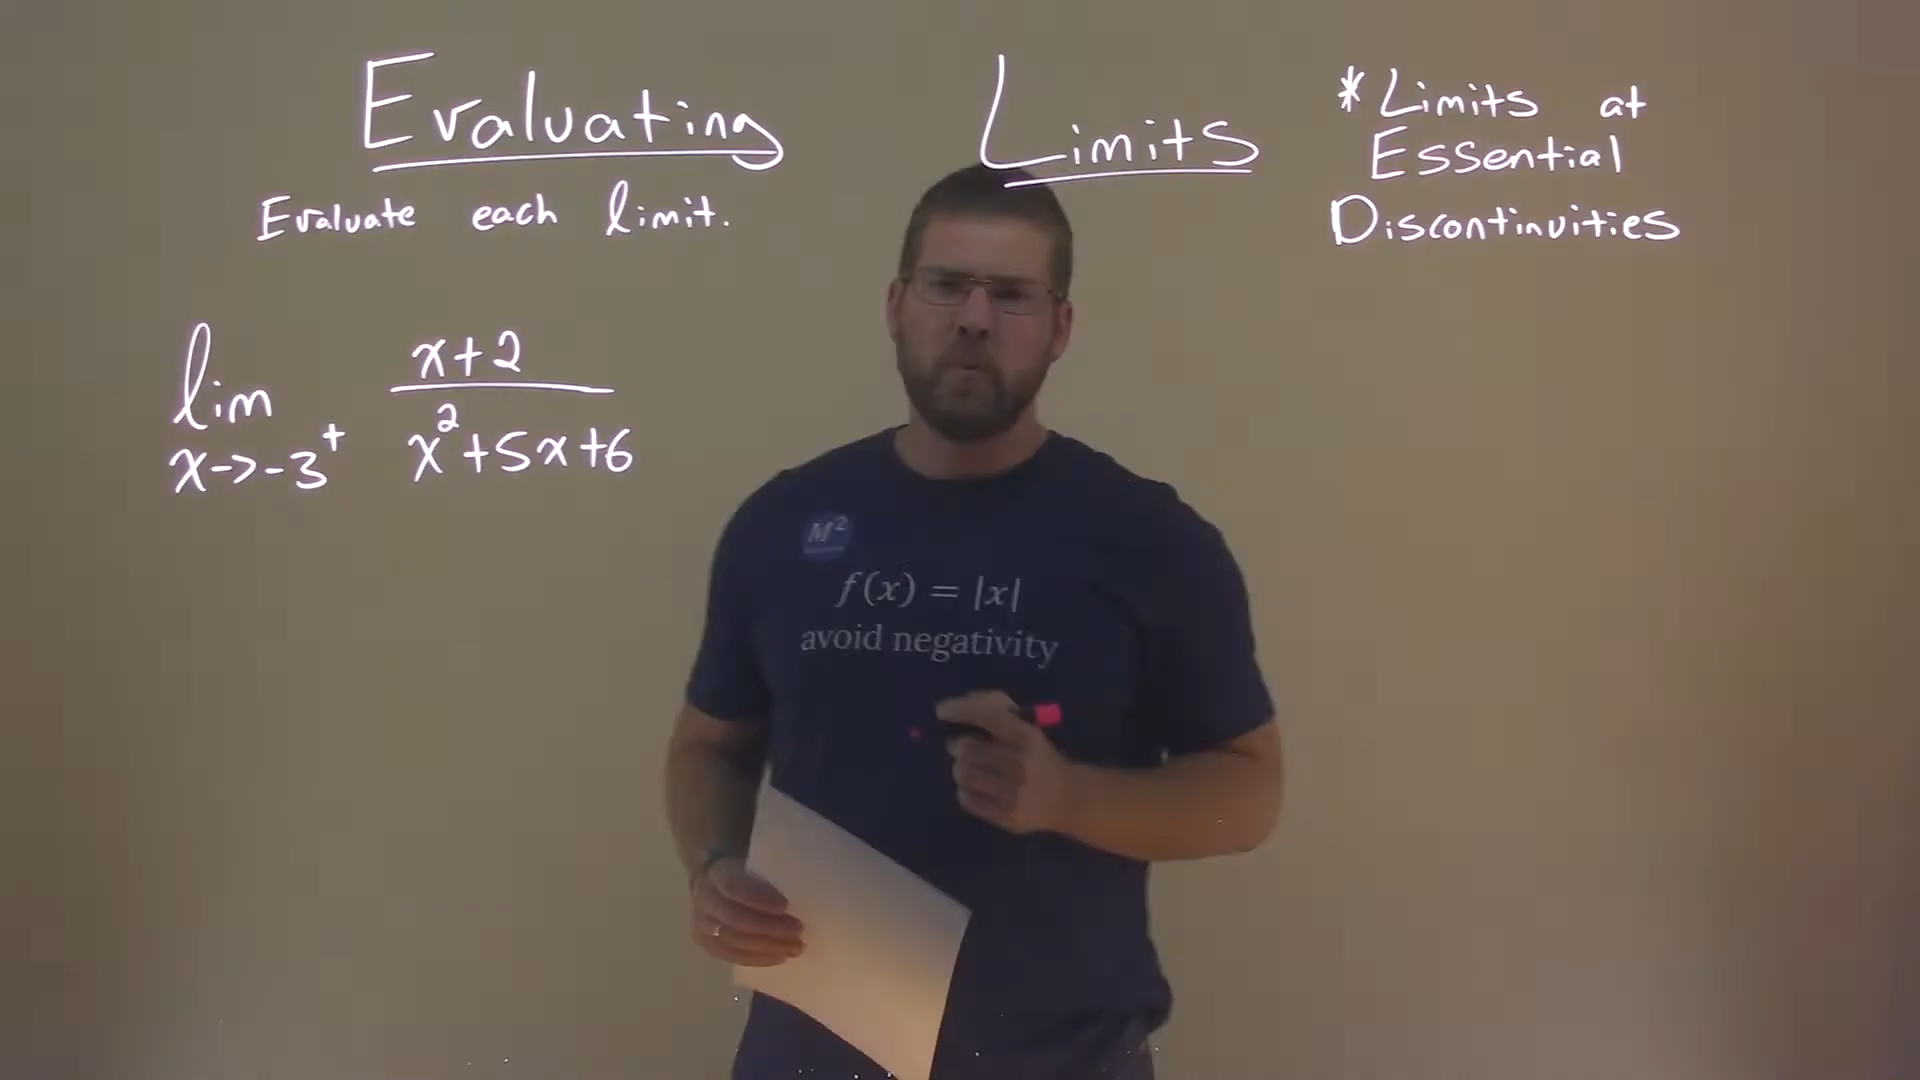 Evaluating Limits
Evaluate each limit.
*Limits at
Essential
Discontinuities
lim x→-3⁺ (x+2)/(x²+5x+6)
M²
f(x) = |x|
avoid negativity